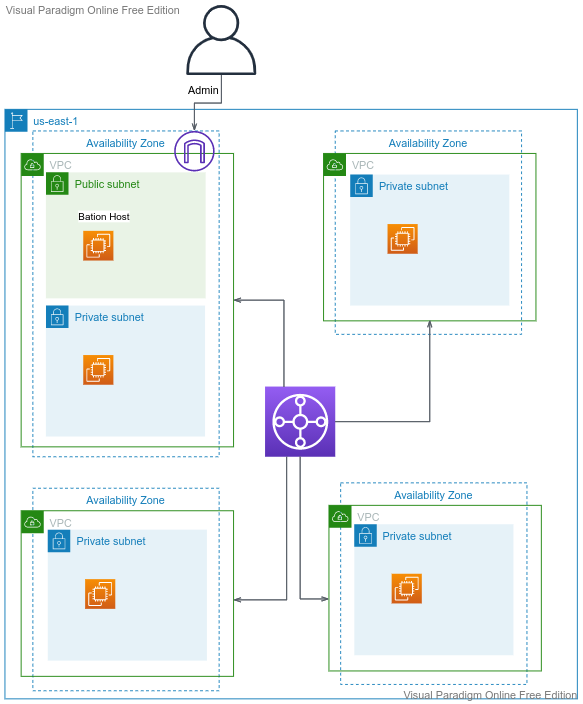 Visual Paradigm Online Free Edition
Admin
us-east-1
Availability Zone
VPC
Public subnet
Bation Host
Private subnet
Availability Zone
VPC
Private subnet
Availability Zone
VPC
Private subnet
Availability Zone
VPC
Private subnet
Visual Paradigm Online Free Edition